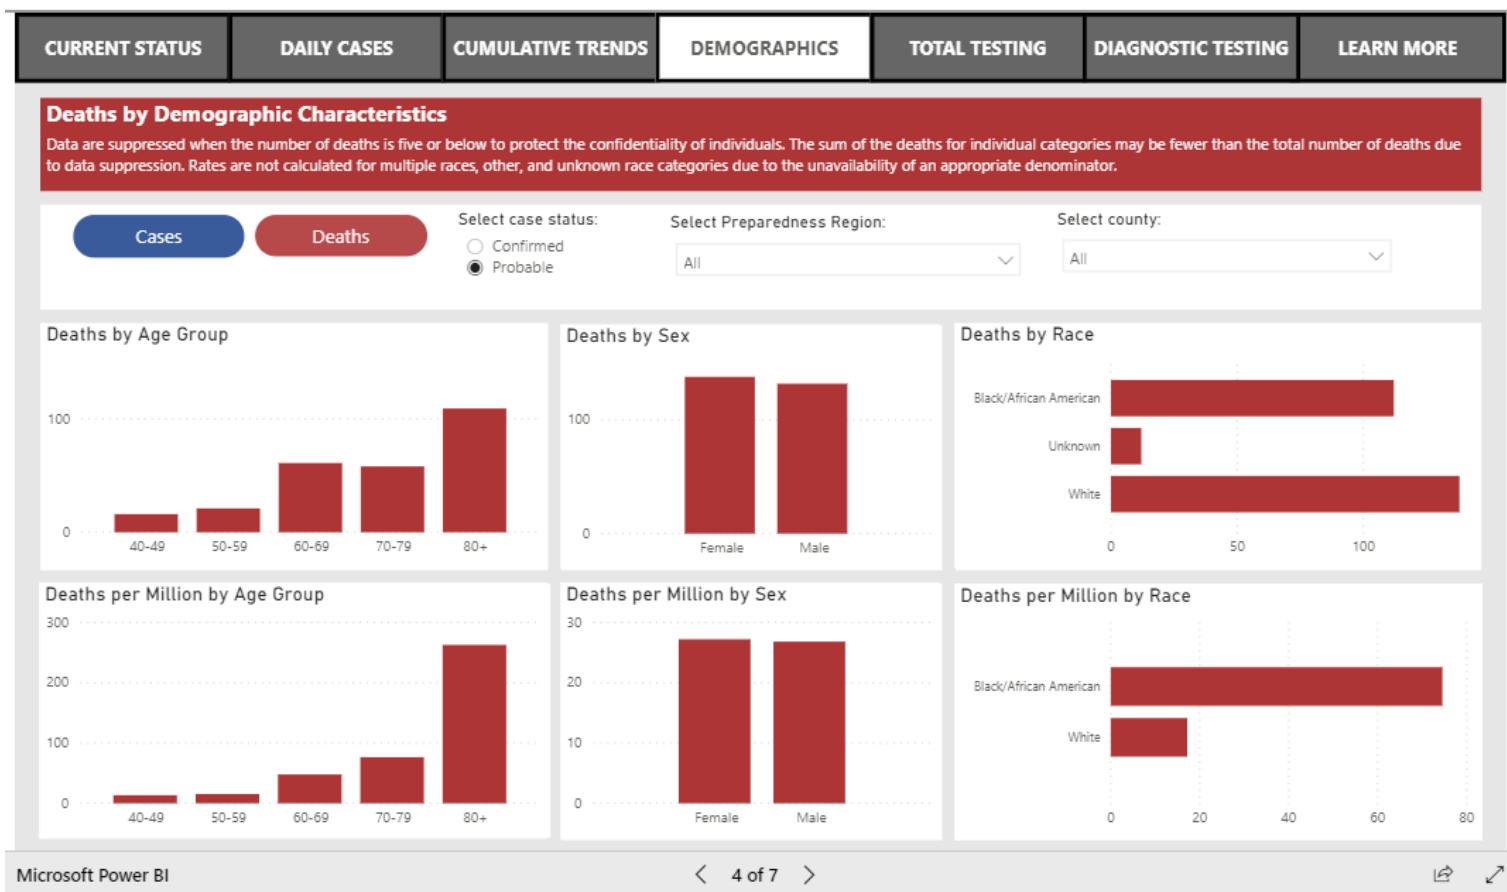 CURRENT STATUS
DAILY CASES
CUMULATIVE TRENDS
DEMOGRAPHICS
TOTAL TESTING
DIAGNOSTIC TESTING
LEARN MORE
Deaths by Demographic Characteristics
Data are suppressed when the number of deaths is five or below to protect the confidentiality of individuals. The sum of the deaths for individual categories may be fewer than the total number of deaths due
to data suppression. Rates are not calculated for multiple races, other, and unknown race categories due to the unavailability of an appropriate denominator.
Cases
Deaths
Select case status:
Confirmed
Probable
Select Preparedness Region:
All
Select county:
All
Deaths by Age Group
100
0
40-49 50-59 60-69 70-79 80+
Deaths by Sex
100
0
Female Male
Deaths by Race
Black/African American
Unknown
White
0 50 100
Deaths per Million by Age Group
300
200
100
0
40-49 50-59 60-69 70-79 80+
Deaths per Million by Sex
30
20
10
0
Female Male
Deaths per Million by Race
Black/African American
White
0 20 40 60 80
Microsoft Power BI
4 of 7